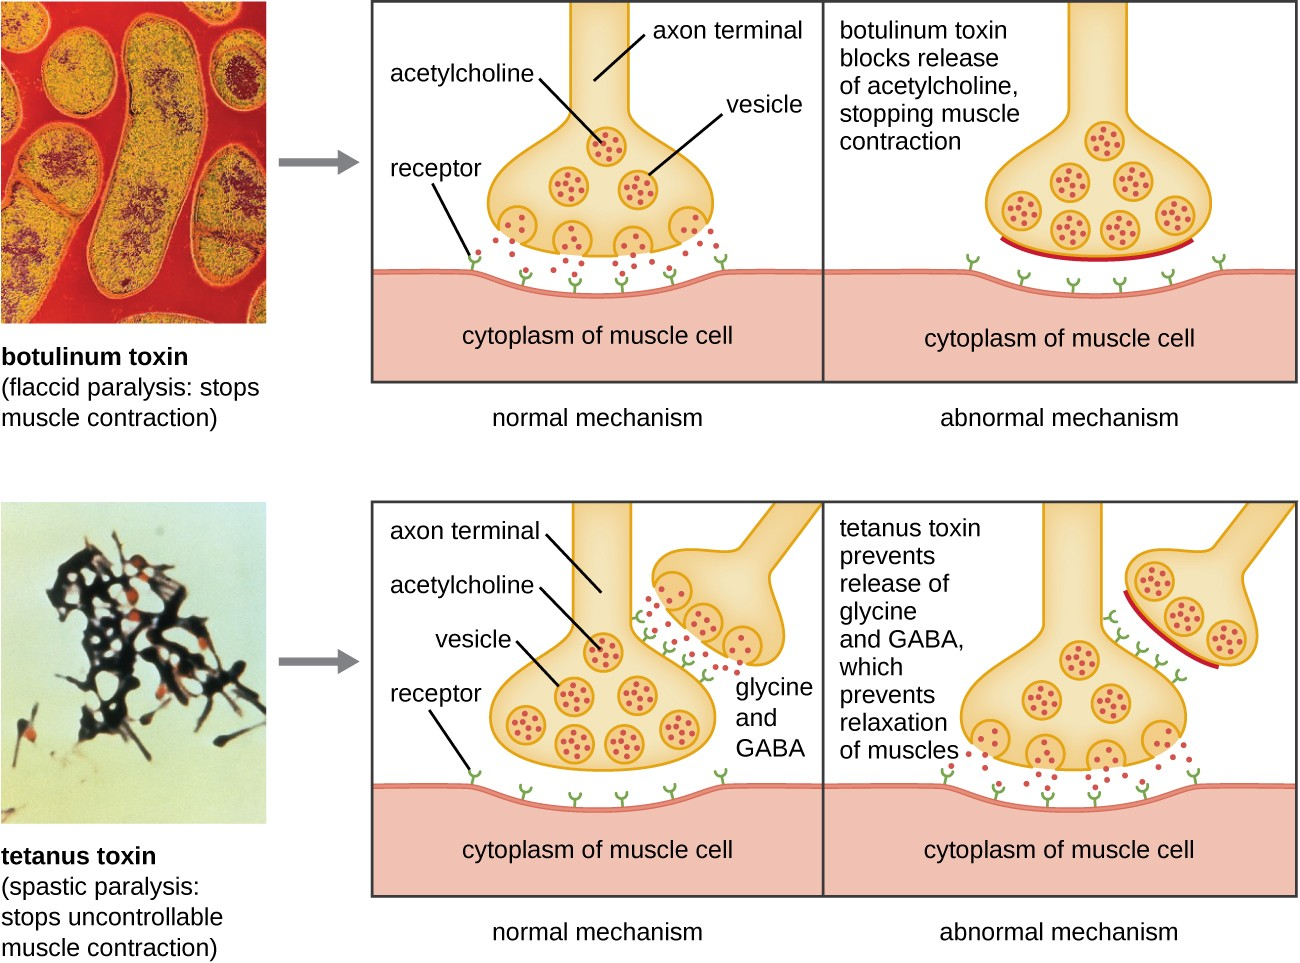 axon terminal
acetylcholine
vesicle
receptor
cytoplasm of muscle cell
normal mechanism
botulinum toxin
blocks release
of acetylcholine,
stopping muscle
contraction
cytoplasm of muscle cell
abnormal mechanism
botulinum toxin
(flaccid paralysis: stops
muscle contraction)
axon terminal
acetylcholine
vesicle
receptor
glycine
and
GABA
cytoplasm of muscle cell
normal mechanism
tetanus toxin
prevents
release of
glycine
and GABA,
which
prevents
relaxation
of muscles
cytoplasm of muscle cell
abnormal mechanism
tetanus toxin
(spastic paralysis:
stops uncontrollable
muscle contraction)